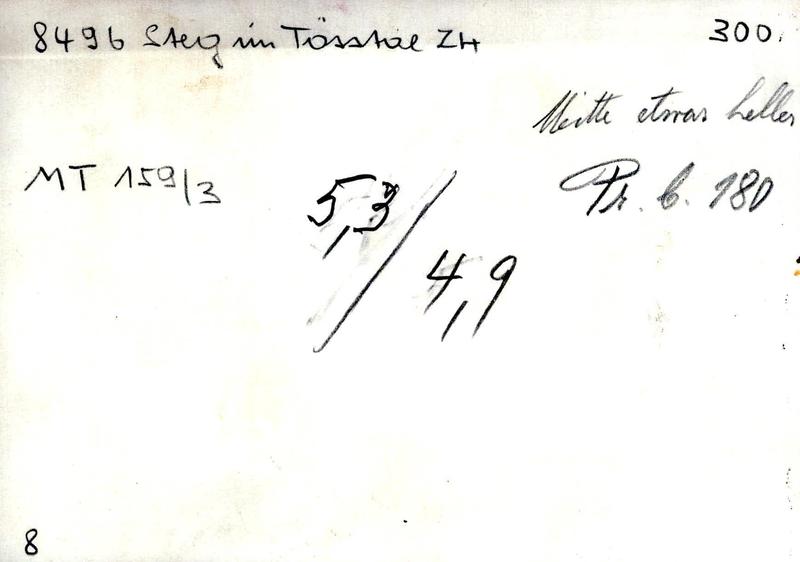 8496 Steg im Tösstal ZH 300.
Mitte etwas heller
MT 159/3
Pr. b. 180
5,3/4,9
8